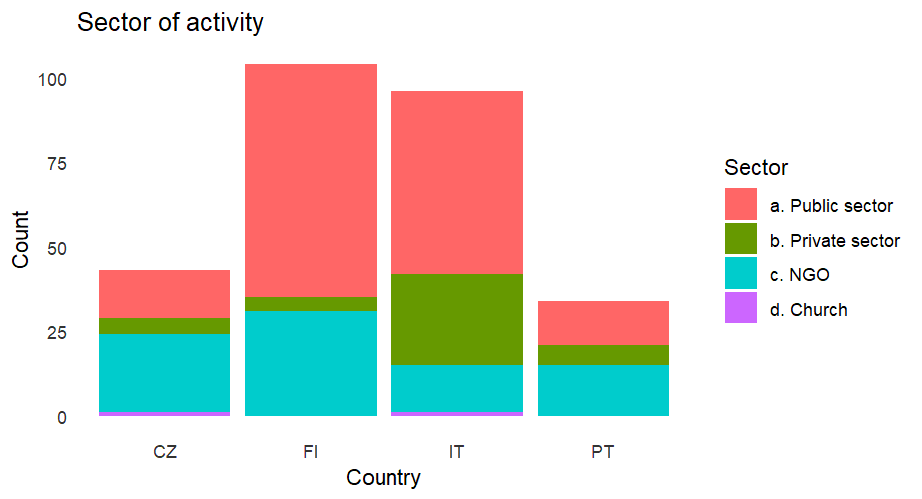 Sector of activity
Count
100
75
50
25
0
CZ
FI
IT
PT
Country
Sector
a. Public sector
b. Private sector
c. NGO
d. Church